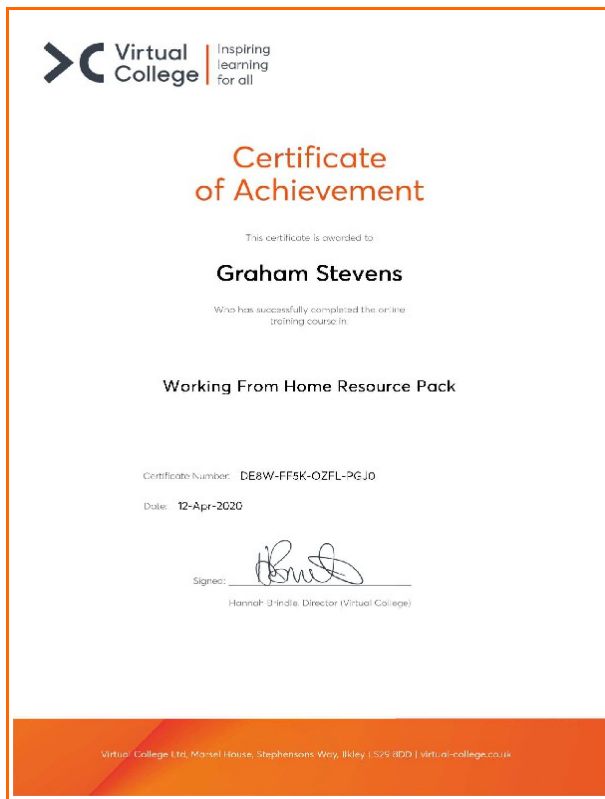 Virtual College
Inspiring learning for all
Certificate
of Achievement
This certificate is awarded to
Graham Stevens
Who has successfully completed the online
training course in:
Working From Home Resource Pack
Certificate Number: DE8W-FF5K-OZFL-PGJ0
Date: 12-Apr-2020
Signed:
Hannah Brindle, Director (Virtual College)
Virtual College Ltd, Marsel House, Stephensons Way, Ilkley LS29 8DD | virtual-college.co.uk